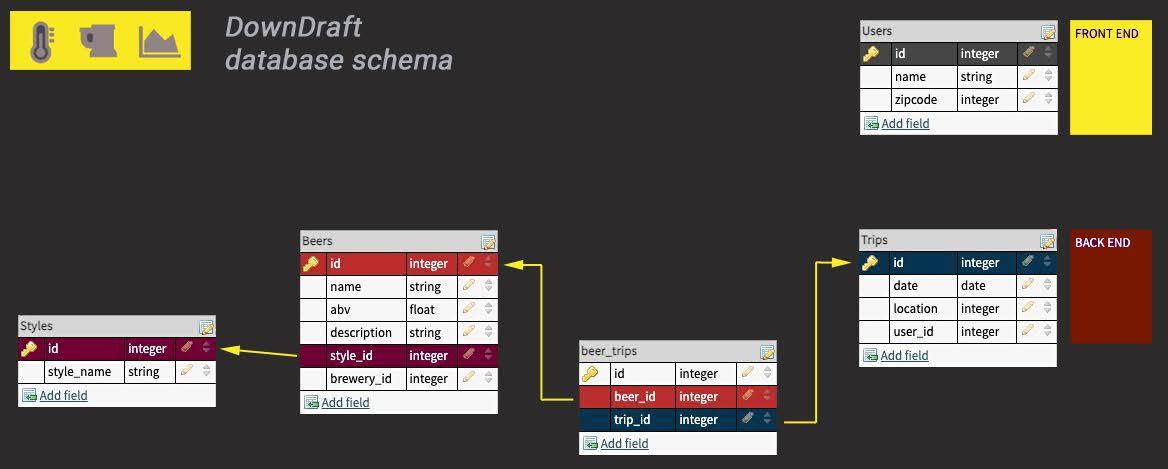 DownDraft
database schema
Users
id integer
name string
zipcode integer
Add field
FRONT END
Beers
id integer
name string
abv float
description string
style_id integer
brewery_id integer
Add field
Trips
id integer
date date
location integer
user_id integer
Add field
BACK END
Styles
id integer
style_name string
Add field
beer_trips
id integer
beer_id integer
trip_id integer
Add field